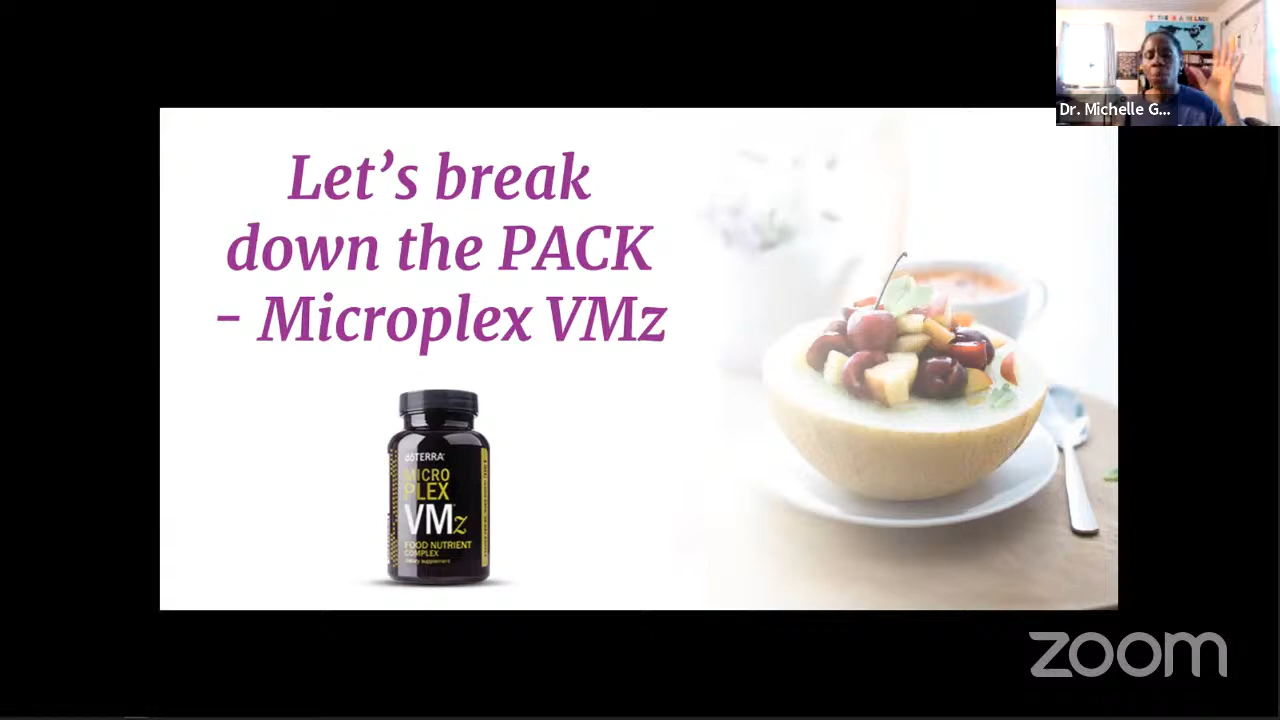 Dr. Michelle G...
Let's break
down the PACK
- Microplex VMz
dōTERRA
MICRO
PLEX
VMz
FOOD NUTRIENT
COMPLEX
dietary supplement
zoom